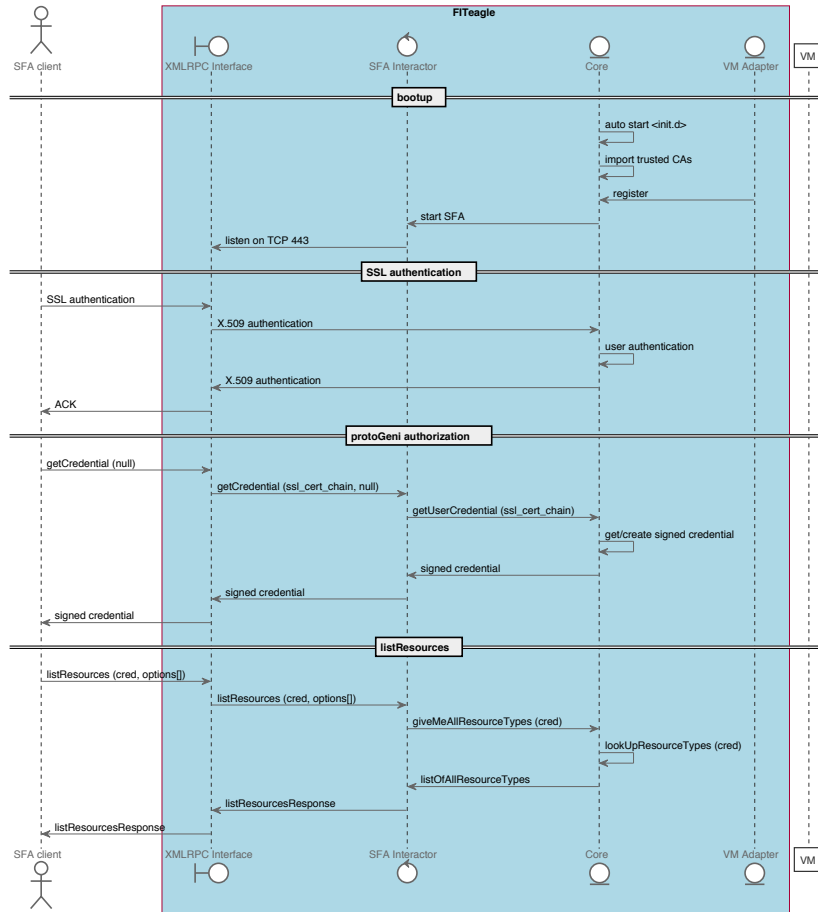 FITeagle
SFA client
XMLRPC Interface
SFA Interactor
Core
VM Adapter
VM
bootup
auto start <init.d>
import trusted CAs
register
start SFA
listen on TCP 443
SSL authentication
SSL authentication
X.509 authentication
user authentication
X.509 authentication
ACK
protoGeni authorization
getCredential (null)
getCredential (ssl_cert_chain, null)
getUserCredential (ssl_cert_chain)
get/create signed credential
signed credential
signed credential
signed credential
listResources
listResources (cred, options[])
listResources (cred, options[])
giveMeAllResourceTypes (cred)
lookUpResourceTypes (cred)
listOfAllResourceTypes
listResourcesResponse
listResourcesResponse
SFA client
XMLRPC Interface
SFA Interactor
Core
VM Adapter
VM